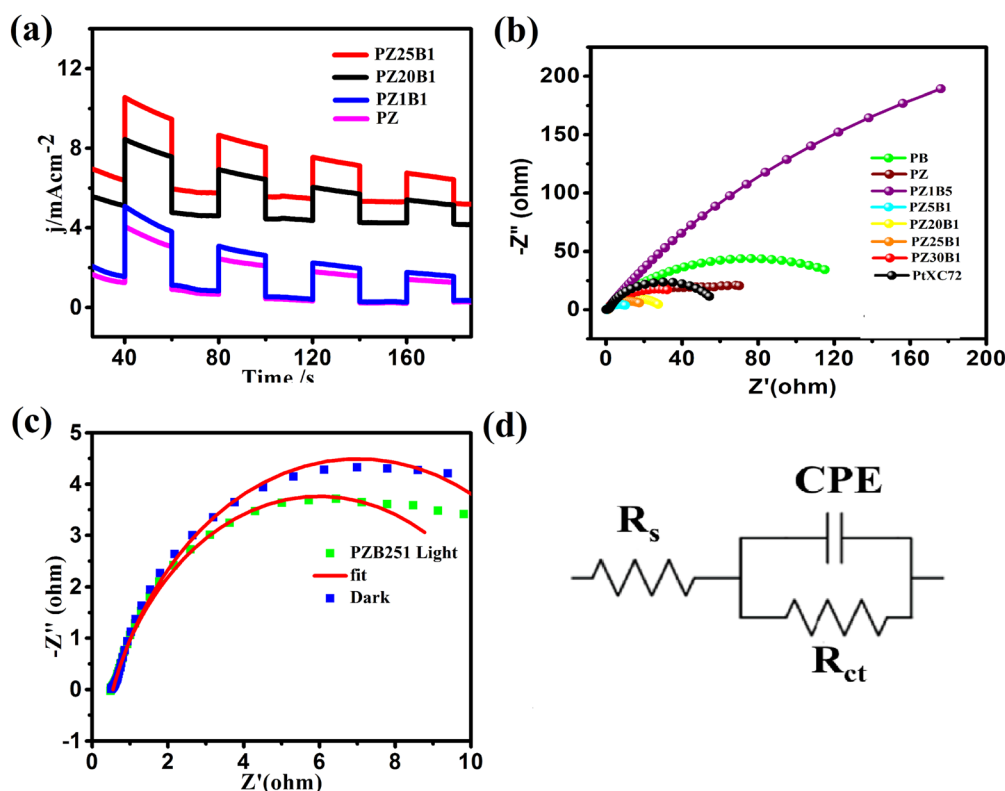 (a)
PZ25B1
PZ20B1
PZ1B1
PZ
j/mAcm-2
12
8
4
0
40 80 120 160
Time /s
(b)
200
150
100
50
0
-Z'' (ohm)
PB
PZ
PZ1B5
PZ5B1
PZ20B1
PZ25B1
PZ30B1
PtXC72
0 40 80 120 160 200
Z'(ohm)
(c)
5
4
3
2
1
0
-1
-Z'' (ohm)
PZB251 Light
fit
Dark
0 2 4 6 8 10
Z'(ohm)
(d)
CPE
Rs
Rct